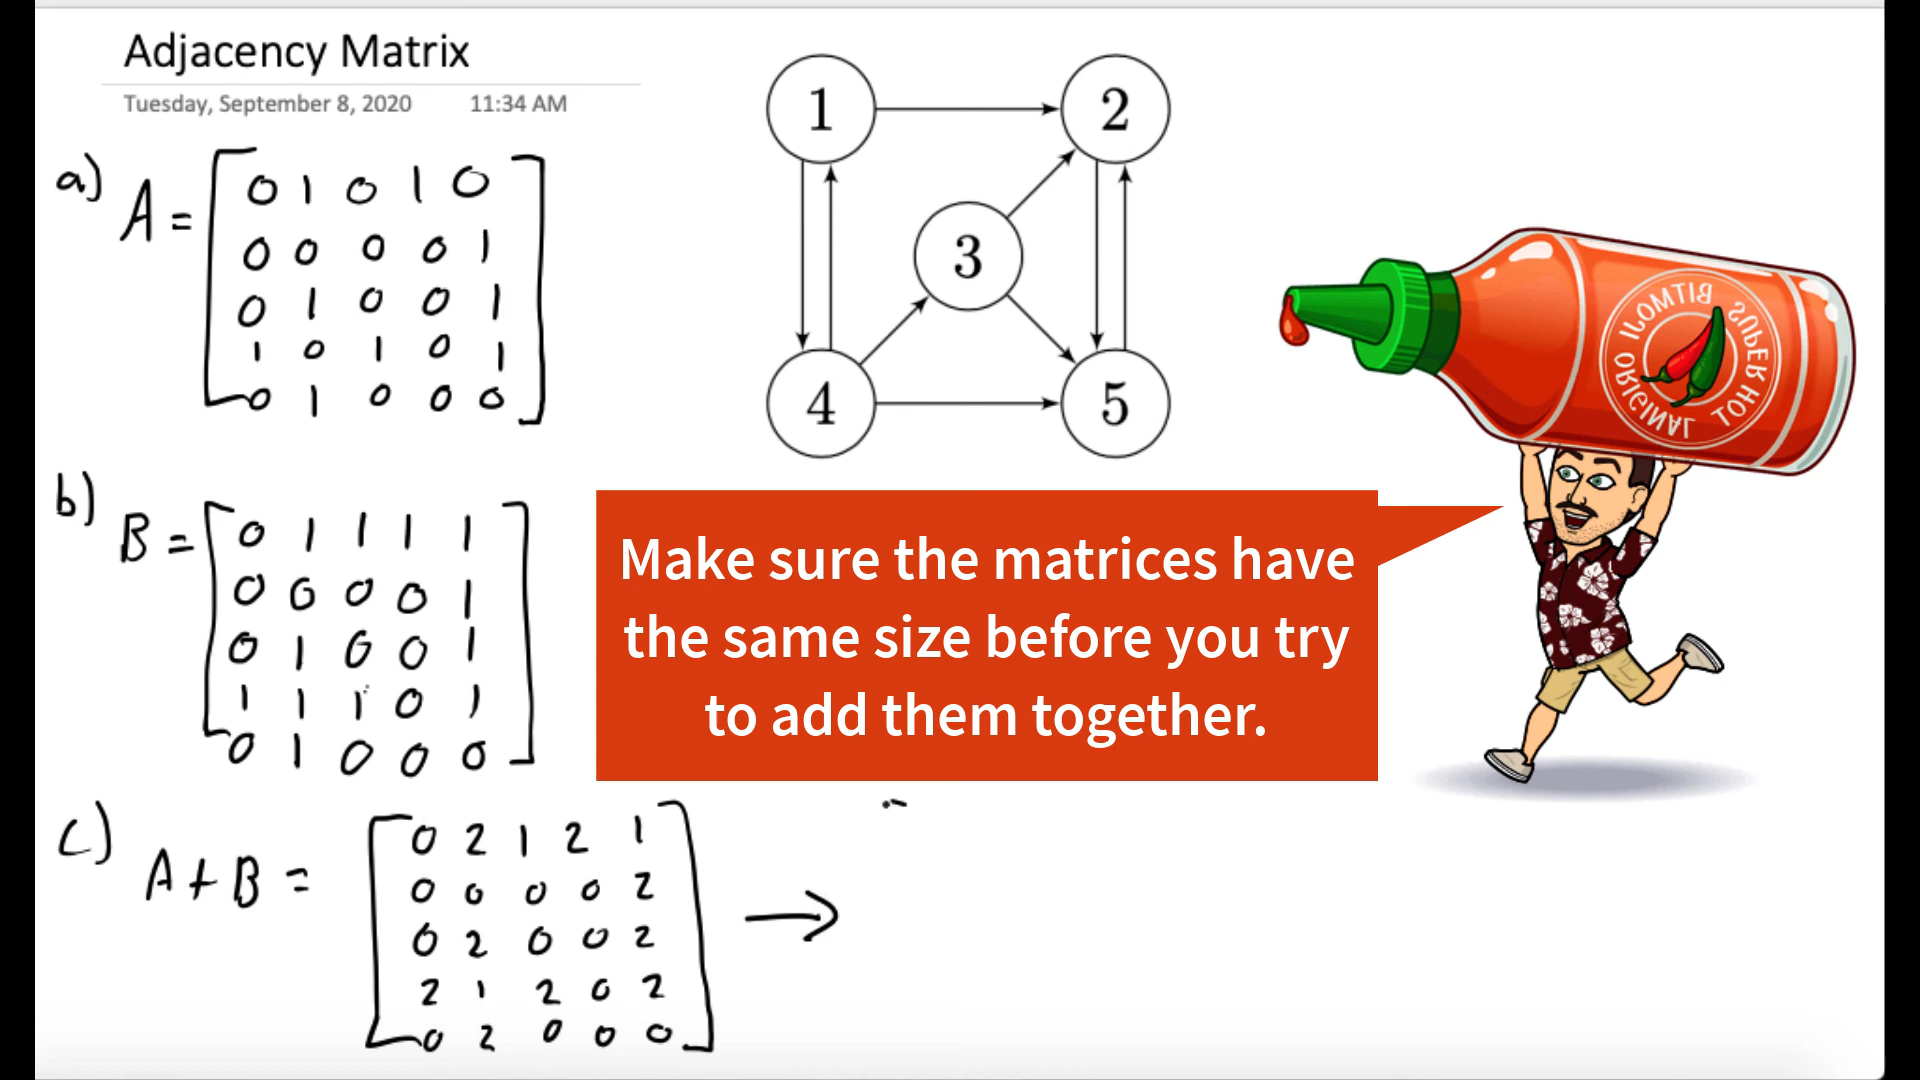 Adjacency Matrix
Tuesday, September 8, 2020 11:34 AM
a) A = 0 1 0 1 0
0 0 0 0 1
0 1 0 0 1
1 0 1 0 1
0 1 0 0 0
1
2
3
4
5
b) B = 0 1 1 1 1
0 0 0 0 1
0 1 0 0 1
1 1 1 0 1
0 1 0 0 0
Make sure the matrices have
the same size before you try
to add them together.
ORIGINAL BITMOJI
SUPER HOT
c) A + B = 0 2 1 2 1
0 0 0 0 2
0 2 0 0 2
2 1 2 0 2
0 2 0 0 0